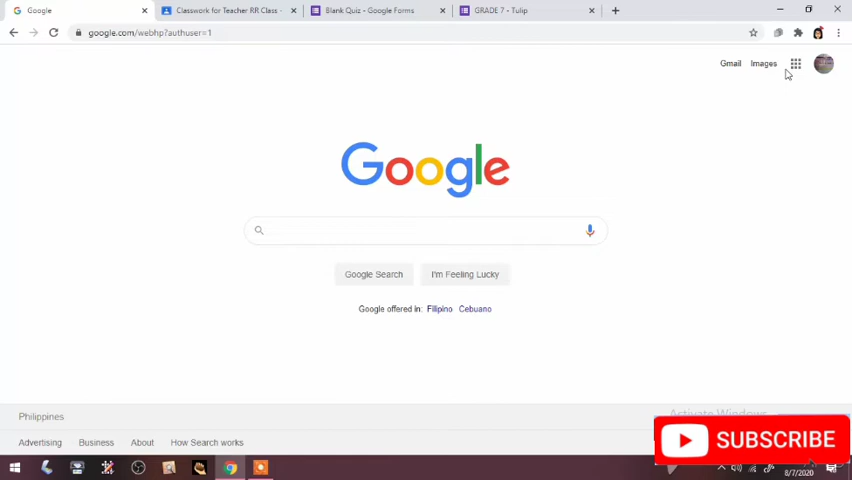 Google
Classwork for Teacher RR Class -
Blank Quiz - Google Forms
GRADE 7 - Tulip
google.com/webhp?authuser=1
Gmail Images
Google
Google Search I'm Feeling Lucky
Google offered in: Filipino Cebuano
Philippines
Activate Windows
Advertising Business About How Search works
SUBSCRIBE
8/7/2020